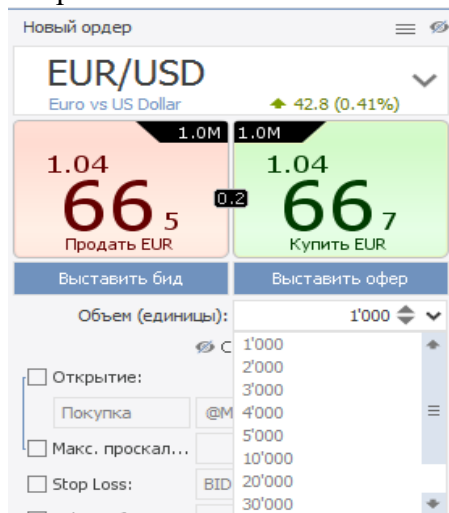 Новый ордер
EUR/USD
Euro vs US Dollar 42.8 (0.41%)
1.0M 1.0M
1.04 1.04
66 5 0.2 66 7
Продать EUR Купить EUR
Выставить бид Выставить офер
Объем (единицы): 1'000
С
1'000
2'000
Открытие:
3'000
Покупка @M 4'000
5'000
Макс. проскал...
10'000
Stop Loss: BID 20'000
30'000